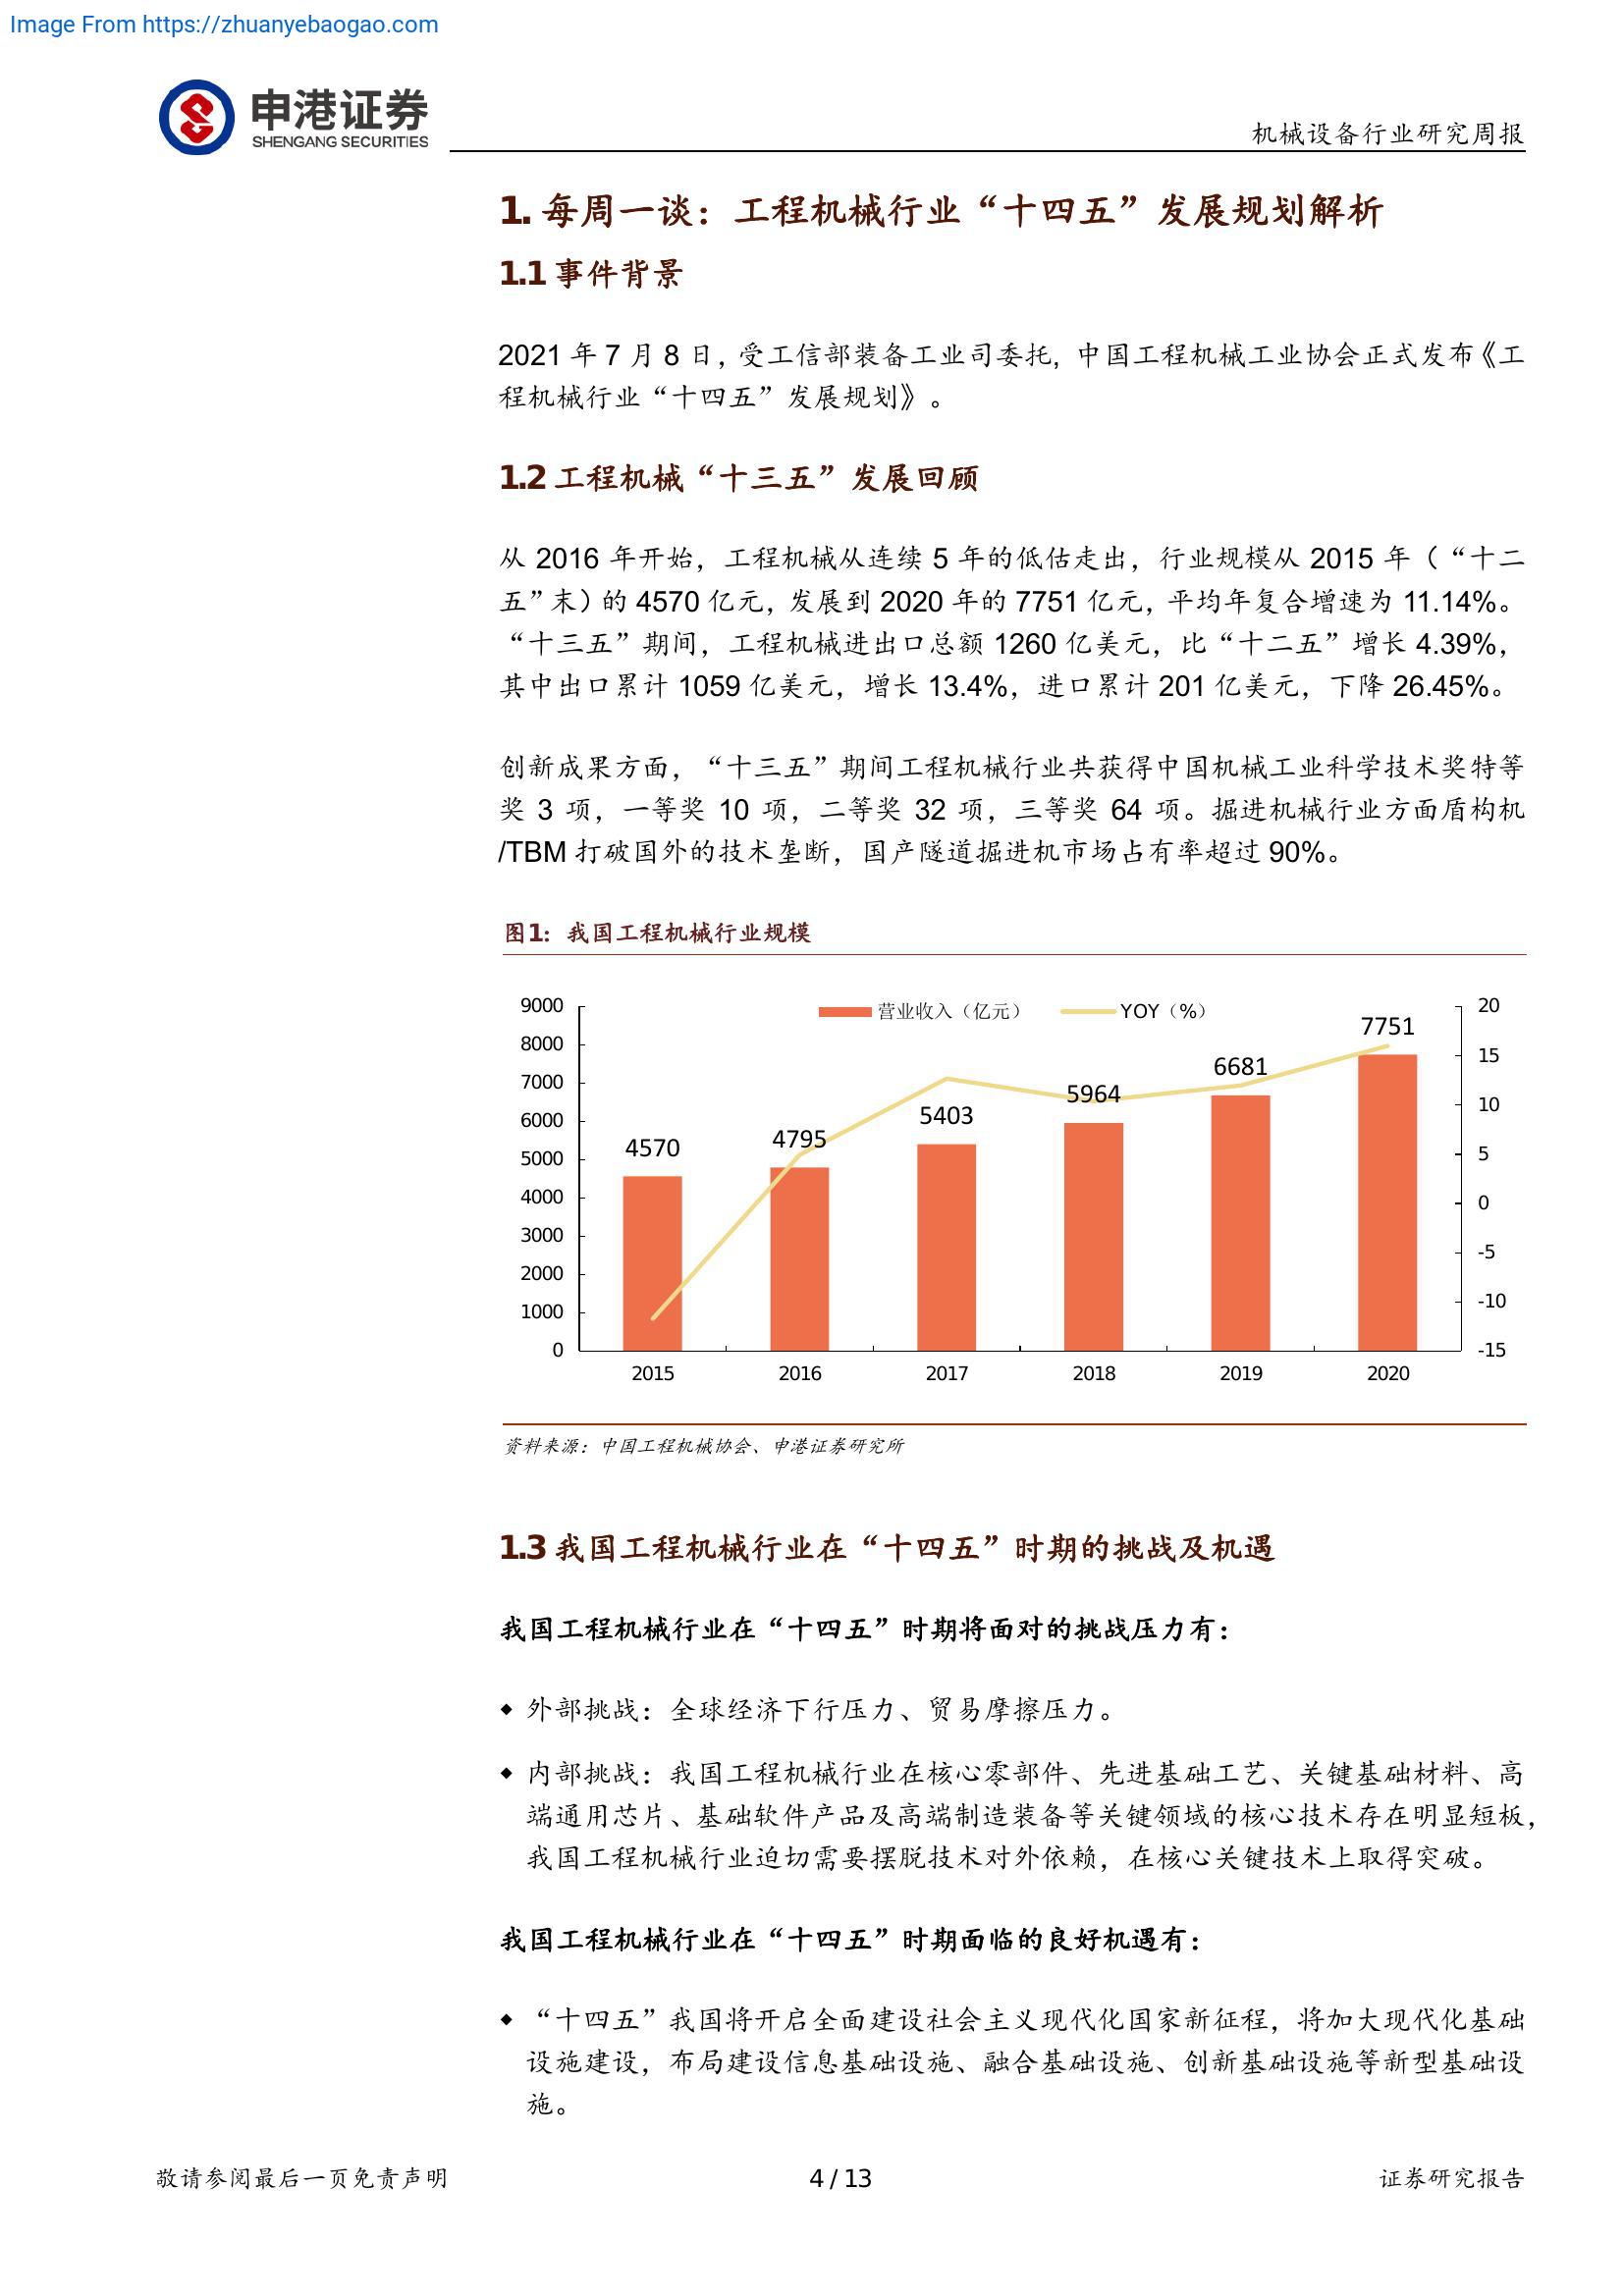 Image From https://zhuanyebaogao.com
申港证券
SHENGANG SECURITIES
机械设备行业研究周报
1. 每周一谈：工程机械行业“十四五”发展规划解析
1.1 事件背景
2021 年 7 月 8 日，受工信部装备工业司委托，中国工程机械工业协会正式发布《工
程机械行业“十四五”发展规划》。
1.2 工程机械“十三五”发展回顾
从 2016 年开始，工程机械从连续 5 年的低估走出，行业规模从 2015 年（“十二
五”末）的 4570 亿元，发展到 2020 年的 7751 亿元，平均年复合增速为 11.14%。
“十三五”期间，工程机械进出口总额 1260 亿美元，比“十二五”增长 4.39%，
其中出口累计 1059 亿美元，增长 13.4%，进口累计 201 亿美元，下降 26.45%。
创新成果方面，“十三五”期间工程机械行业共获得中国机械工业科学技术奖特等
奖 3 项，一等奖 10 项，二等奖 32 项，三等奖 64 项。掘进机械行业方面盾构机
/TBM 打破国外的技术垄断，国产隧道掘进机市场占有率超过 90%。
图1：我国工程机械行业规模
营业收入（亿元） YOY（%）
9000
8000
7000
6000
5000
4000
3000
2000
1000
0
4570
4795
5403
5964
6681
7751
20
15
10
5
0
-5
-10
-15
2015 2016 2017 2018 2019 2020
资料来源：中国工程机械协会、申港证券研究所
1.3 我国工程机械行业在“十四五”时期的挑战及机遇
我国工程机械行业在“十四五”时期将面对的挑战压力有：
◆ 外部挑战：全球经济下行压力、贸易摩擦压力。
◆ 内部挑战：我国工程机械行业在核心零部件、先进基础工艺、关键基础材料、高
端通用芯片、基础软件产品及高端制造装备等关键领域的核心技术存在明显短板，
我国工程机械行业迫切需要摆脱技术对外依赖，在核心关键技术上取得突破。
我国工程机械行业在“十四五”时期面临的良好机遇有：
◆ “十四五”我国将开启全面建设社会主义现代化国家新征程，将加大现代化基础
设施建设，布局建设信息基础设施、融合基础设施、创新基础设施等新型基础设
施。
敬请参阅最后一页免责声明
4 / 13
证券研究报告